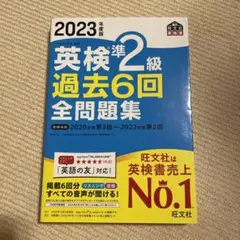 2023年度版
英検準2級
過去6回
全問題集
2020年度第3回～2022年度第2回
「英語の友」対応!
掲載6回分
すべての音声が聞ける!
旺文社は
英検書売上
No.1
旺文社